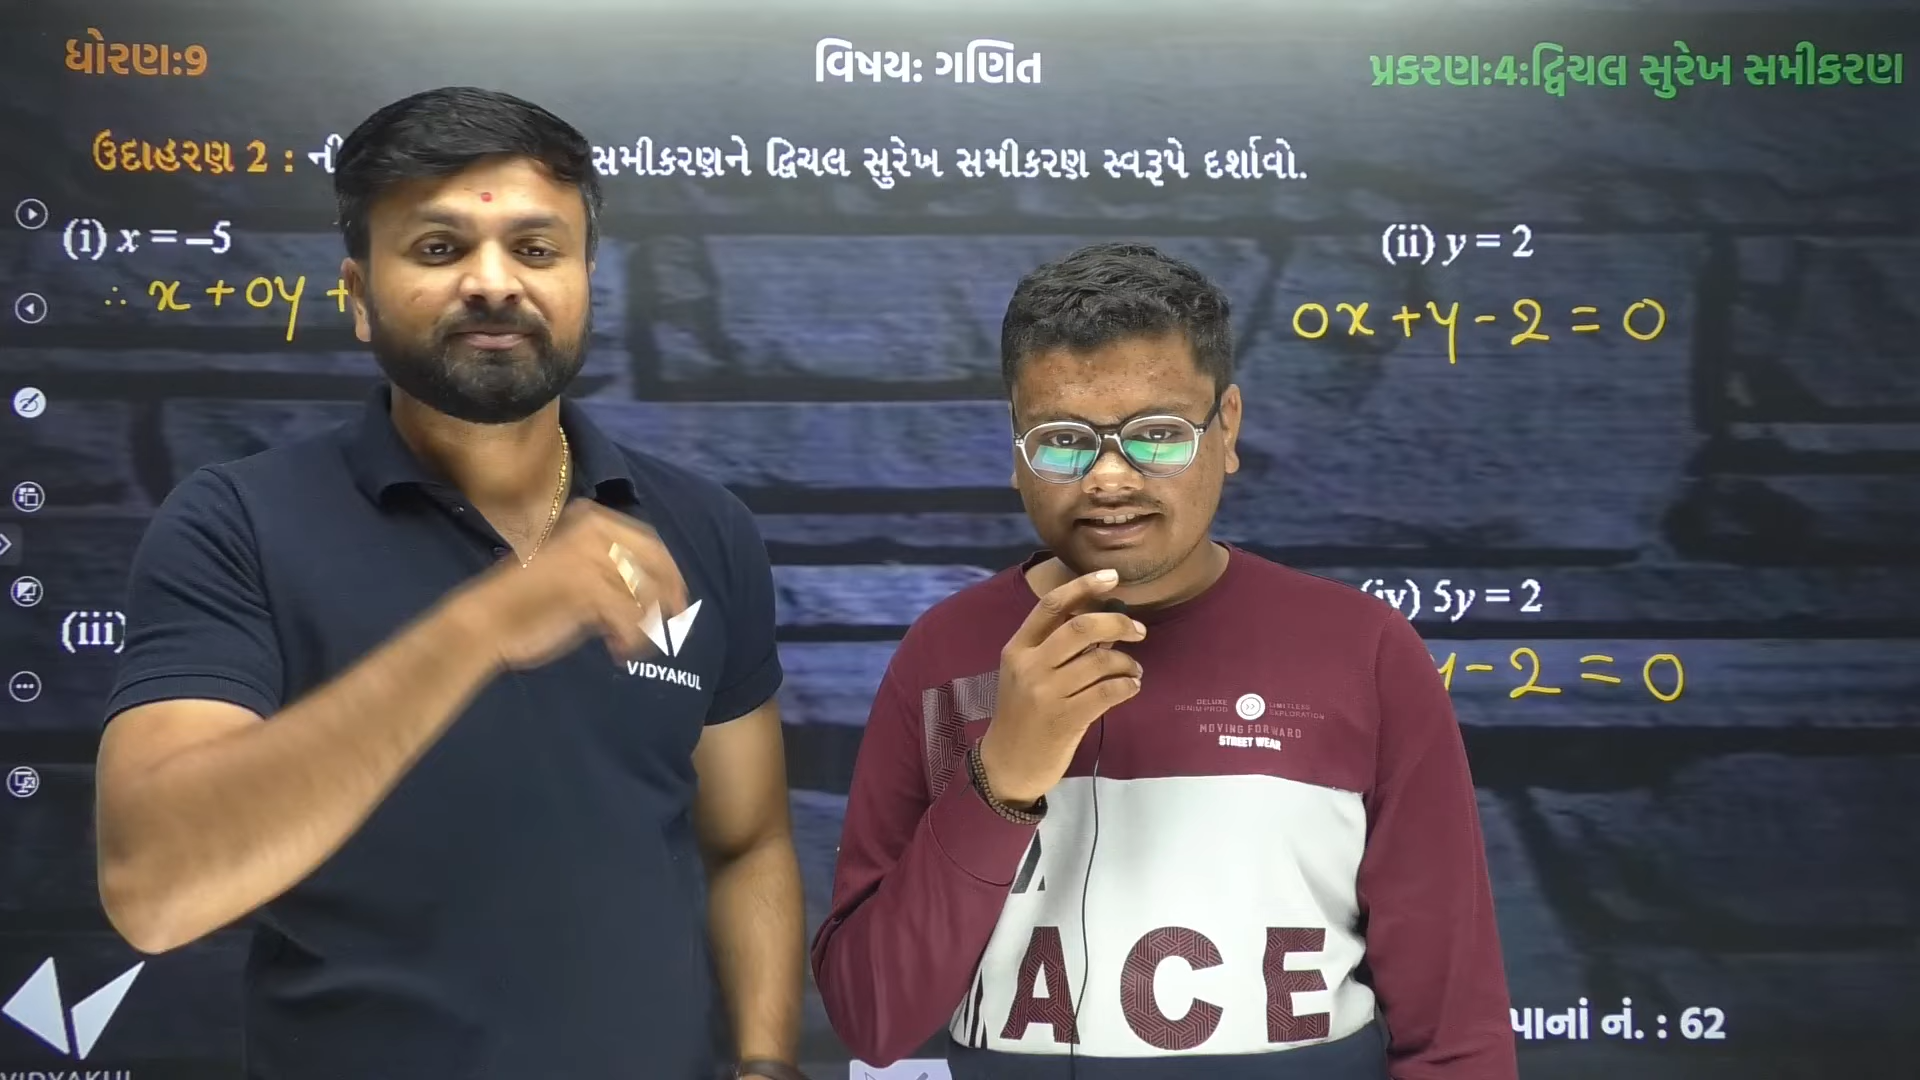 ધોરણ:9
વિષય: ગણિત
પ્રકરણ:4:દ્વિચલ સુરેખ સમીકરણ
ઉદાહરણ 2 : ની
સમીકરણને દ્વિચલ સુરેખ સમીકરણ સ્વરૂપે દર્શાવો.
(i) x = –5
(ii) y = 2
∴ x + 0y +
0x + y - 2 = 0
(iii)
(iv) 5y = 2
y - 2 = 0
VIDYAKUL
DELUXE
DENIM PROD
LIMITLESS
EXPLORATION
MOVING FORWARD
STREET WEAR
ACE
પાનાં નં. : 62
VIDYAKUL